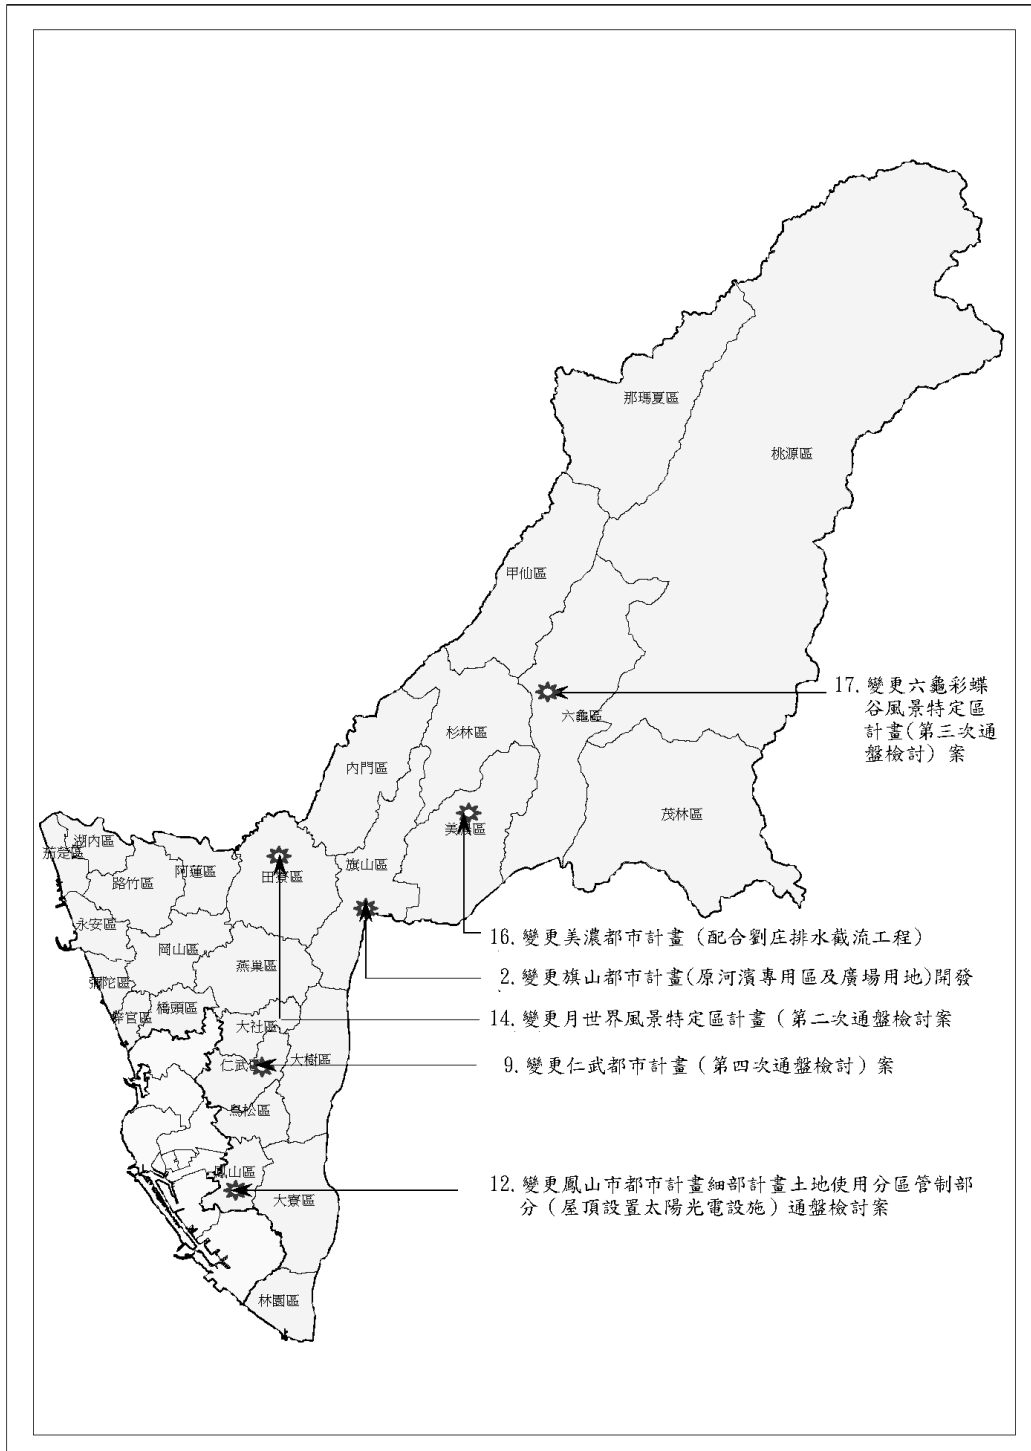 那瑪夏區
桃源區
甲仙區
17. 變更六龜彩蝶
谷風景特定區
計畫(第三次通
盤檢討) 案
六龜區
杉林區
內門區
茂林區
美濃區
湖內區
茄萣區
路竹區
阿蓮區
田寮區
旗山區
永安區
岡山區
燕巢區
16. 變更美濃都市計畫 (配合劉庄排水截流工程)
彌陀區
2. 變更旗山都市計畫(原河濱專用區及廣場用地)開發
橋頭區
梓官區
大社區
14. 變更月世界風景特定區計畫 (第二次通盤檢討案
大樹區
仁武區
9. 變更仁武都市計畫 (第四次通盤檢討) 案
鳥松區
鳳山區
大寮區
12. 變更鳳山市都市計畫細部計畫土地使用分區管制部
分 (屋頂設置太陽光電設施) 通盤檢討案
林園區